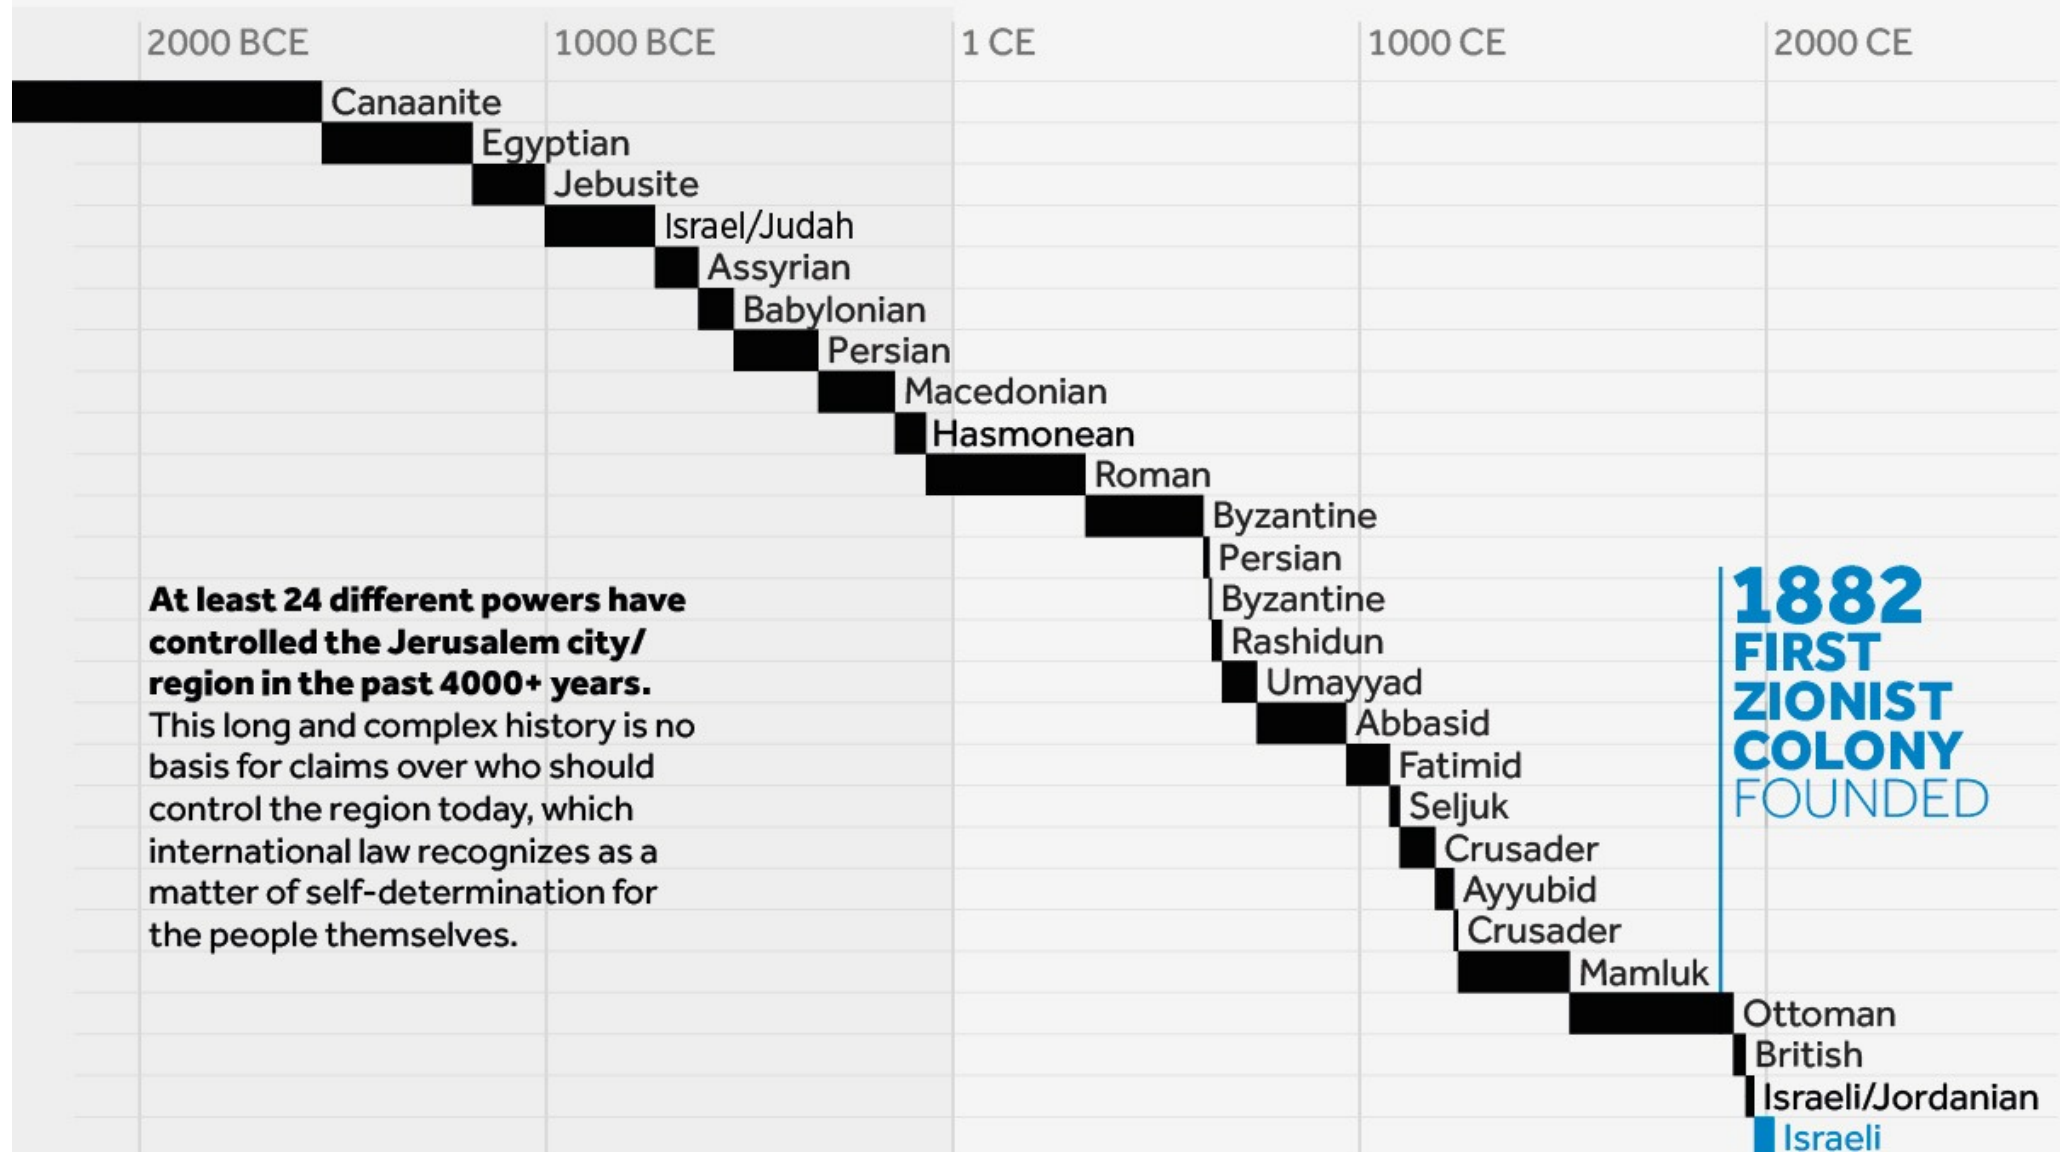 2000 BCE
1000 BCE
1 CE
1000 CE
2000 CE
Canaanite
Egyptian
Jebusite
Israel/Judah
Assyrian
Babylonian
Persian
Macedonian
Hasmonean
Roman
Byzantine
Persian
Byzantine
Rashidun
Umayyad
Abbasid
Fatimid
Seljuk
Crusader
Ayyubid
Crusader
Mamluk
Ottoman
British
Israeli/Jordanian
Israeli
At least 24 different powers have
controlled the Jerusalem city/
region in the past 4000+ years.
This long and complex history is no
basis for claims over who should
control the region today, which
international law recognizes as a
matter of self-determination for
the people themselves.
1882
FIRST
ZIONIST
COLONY
FOUNDED